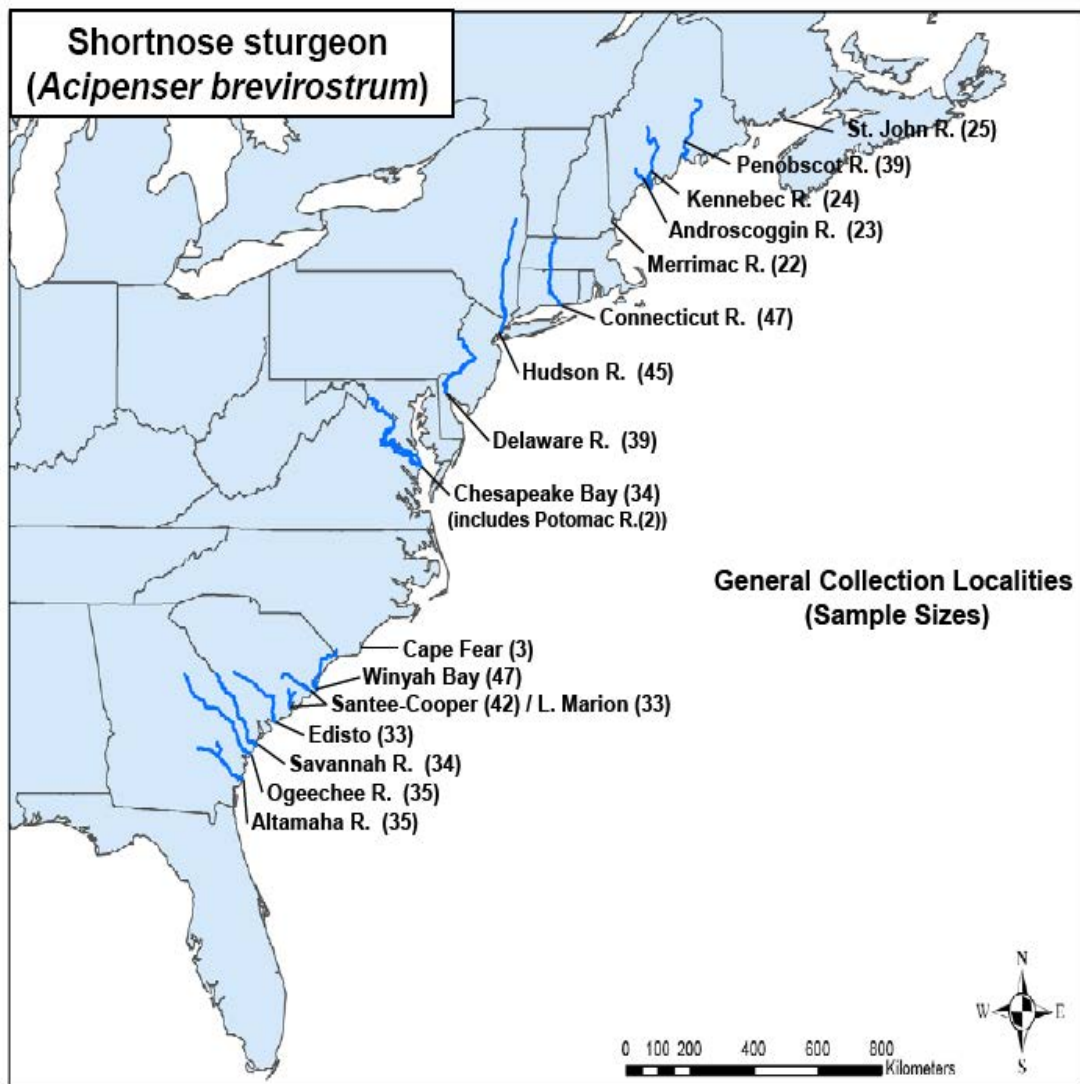 Shortnose sturgeon
(Acipenser brevirostrum)
St. John R. (25)
Penobscot R. (39)
Kennebec R. (24)
Androscoggin R. (23)
Merrimac R. (22)
Connecticut R. (47)
Hudson R. (45)
Delaware R. (39)
Chesapeake Bay (34)
(includes Potomac R.(2))
General Collection Localities
(Sample Sizes)
Cape Fear (3)
Winyah Bay (47)
Santee-Cooper (42) / L. Marion (33)
Edisto (33)
Savannah R. (34)
Ogeechee R. (35)
Altamaha R. (35)
N
W E
S
0 100 200 400 600 800
Kilometers